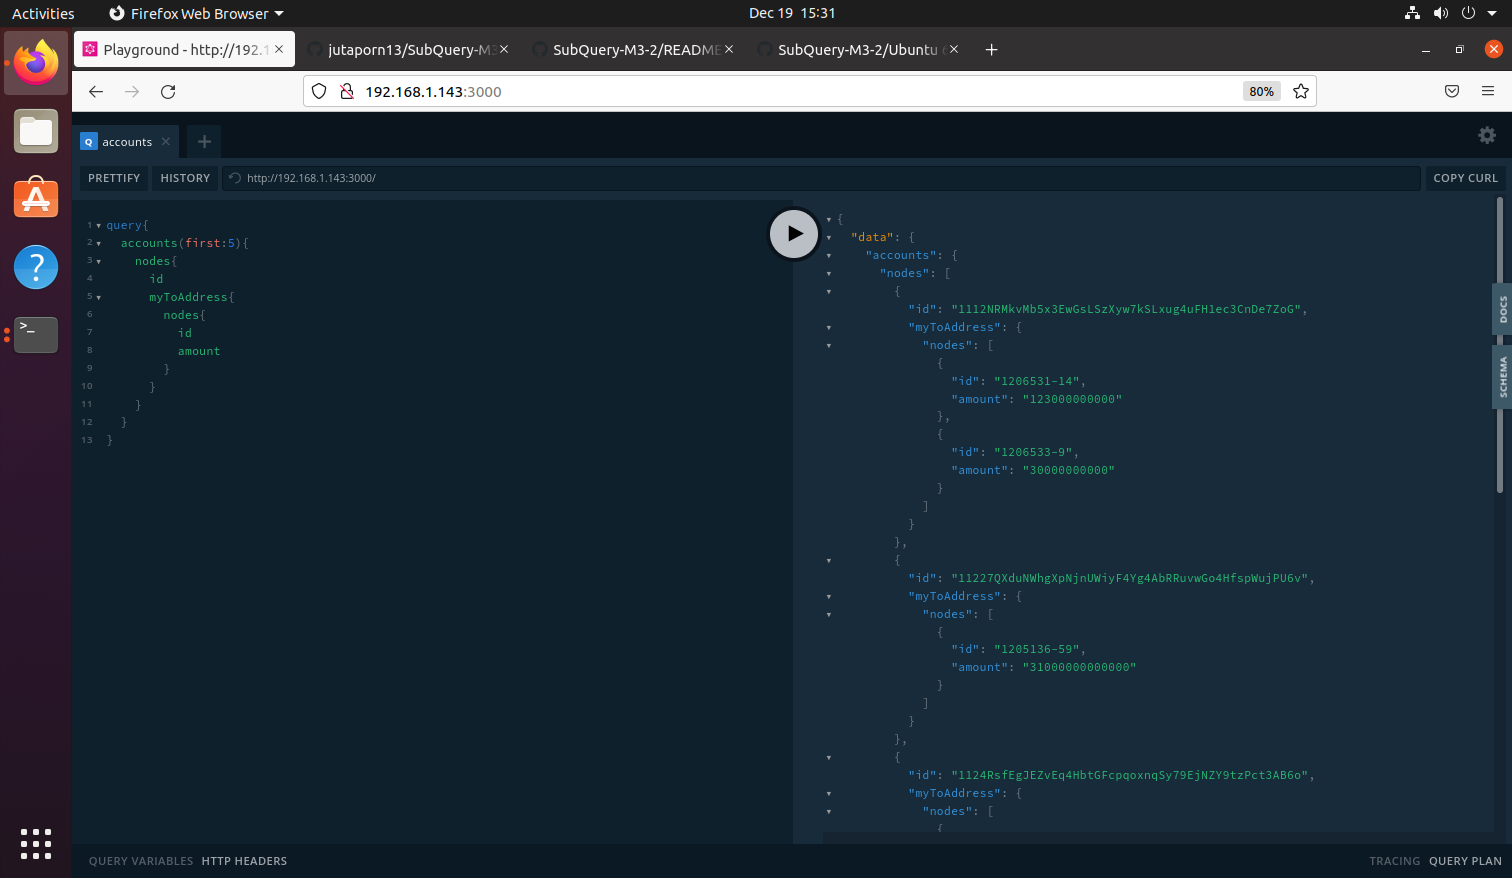 Activities
Firefox Web Browser
Dec 19 15:31
Playground - http://192.1
jutaporn13/SubQuery-M3
SubQuery-M3-2/README
SubQuery-M3-2/Ubuntu
192.168.1.143:3000
80%
Q accounts
PRETTIFY
HISTORY
http://192.168.1.143:3000/
COPY CURL
1 query{
2 accounts(first:5){
3 nodes{
4 id
5 myToAddress{
6 nodes{
7 id
8 amount
9 }
10 }
11 }
12 }
13 }
{
"data": {
"accounts": {
"nodes": [
{
"id": "1112NRMkvMb5x3EwGsLSzXyw7kSLxug4uFH1ec3CnDe7ZoG",
"myToAddress": {
"nodes": [
{
"id": "1206531-14",
"amount": "123000000000"
},
{
"id": "1206533-9",
"amount": "30000000000"
}
]
}
},
{
"id": "11227QXduNWhgXpNjnUWiyF4Yg4AbRRuvwGo4HfspWujPU6v",
"myToAddress": {
"nodes": [
{
"id": "1205136-59",
"amount": "31000000000000"
}
]
}
},
{
"id": "1124RsfEgJEZvEq4HbtGFcpqoxnqSy79EjNZY9tzPct3AB6o",
"myToAddress": {
"nodes": [
{
DOCS
SCHEMA
QUERY VARIABLES
HTTP HEADERS
TRACING
QUERY PLAN